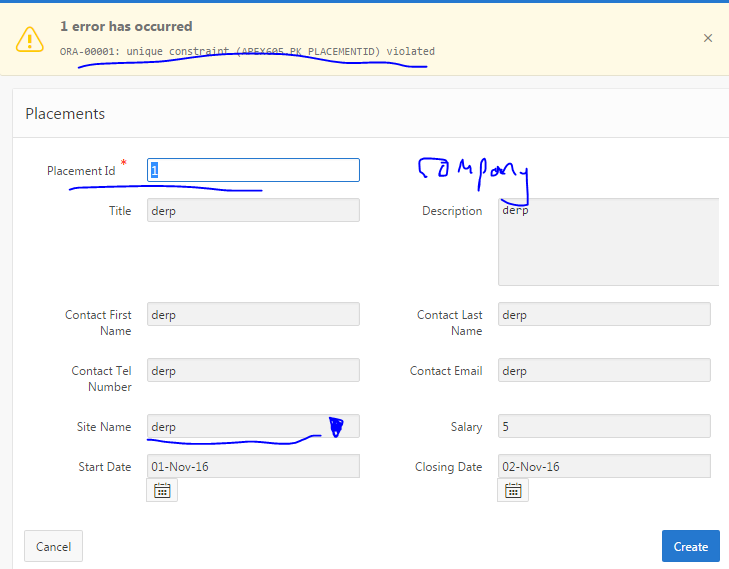 1 error has occurred
ORA-00001: unique constraint (APEX605.PK_PLACEMENTID) violated
Placements
Placement Id * 1
company
Title derp Description derp
Contact First Name derp Contact Last Name derp
Contact Tel Number derp Contact Email derp
Site Name derp Salary 5
Start Date 01-Nov-16 Closing Date 02-Nov-16
Cancel Create